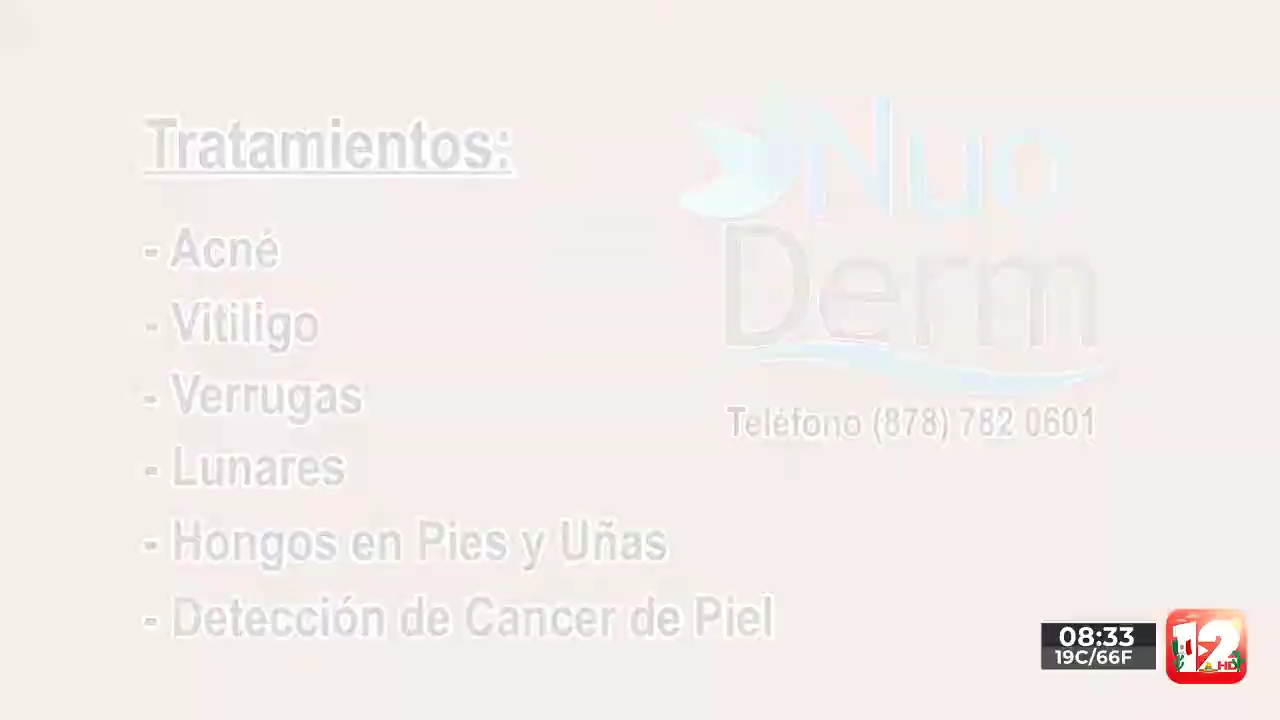 Tratamientos:
- Acné
- Vitiligo
- Verrugas
- Lunares
- Hongos en Pies y Uñas
- Detección de Cancer de Piel
Nuo
Derm
Teléfono (878) 782 0601
08:33
19C/66F
12
HD